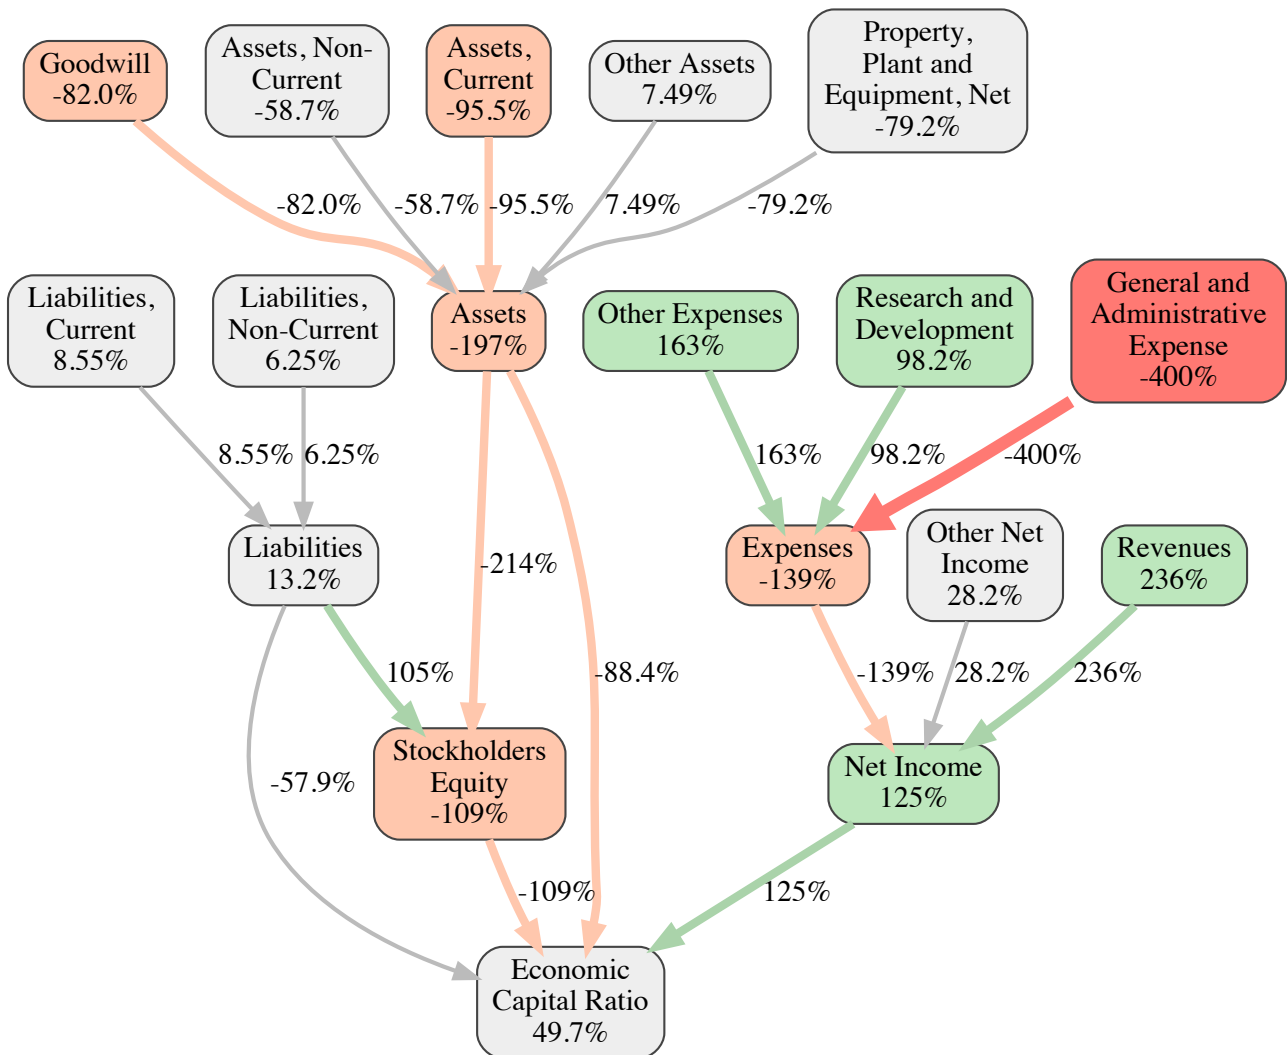 Goodwill
-82.0%
Assets, Non-
Current
-58.7%
Assets,
Current
-95.5%
Other Assets
7.49%
Property,
Plant and
Equipment, Net
-79.2%
-82.0%
-58.7%
-95.5%
7.49%
-79.2%
Liabilities,
Current
8.55%
Liabilities,
Non-Current
6.25%
Assets
-197%
Other Expenses
163%
Research and
Development
98.2%
General and
Administrative
Expense
-400%
8.55%
6.25%
163%
98.2%
-400%
Liabilities
13.2%
-214%
Expenses
-139%
Other Net
Income
28.2%
Revenues
236%
105%
-88.4%
-139%
28.2%
236%
-57.9%
Stockholders
Equity
-109%
Net Income
125%
-109%
125%
Economic
Capital Ratio
49.7%